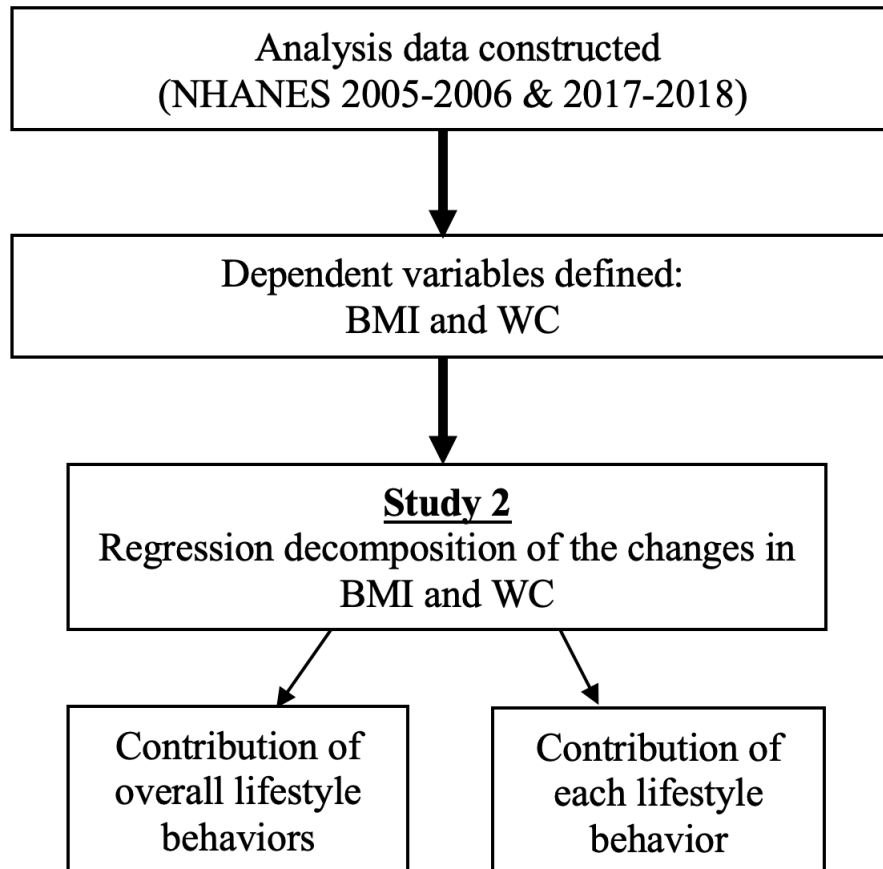 Analysis data constructed
(NHANES 2005-2006 & 2017-2018)
Dependent variables defined:
BMI and WC
Study 2
Regression decomposition of the changes in
BMI and WC
Contribution of
overall lifestyle
behaviors
Contribution of
each lifestyle
behavior